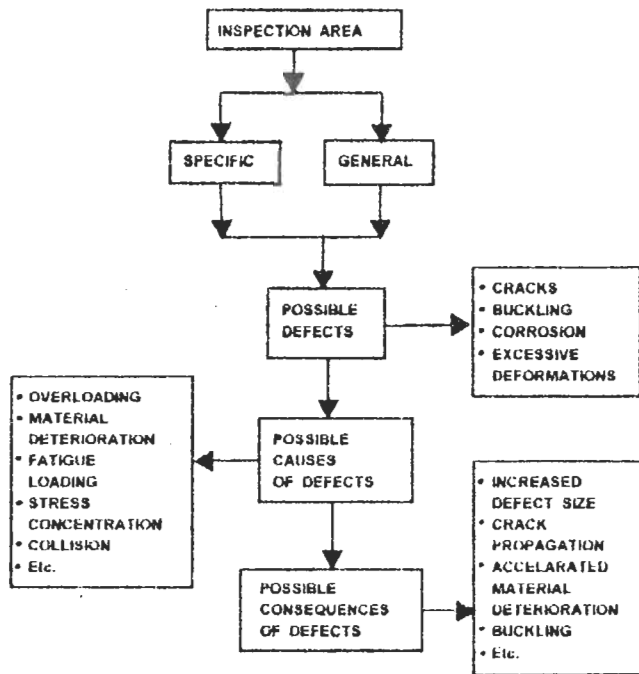 INSPECTION AREA
SPECIFIC
GENERAL
POSSIBLE
DEFECTS
• CRACKS
• BUCKLING
• CORROSION
• EXCESSIVE
DEFORMATIONS
• OVERLOADING
• MATERIAL
DETERIORATION
• FATIGUE
LOADING
• STRESS
CONCENTRATION
• COLLISION
• Etc.
POSSIBLE
CAUSES
OF DEFECTS
• INCREASED
DEFECT SIZE
• CRACK
PROPAGATION
• ACCELARATED
MATERIAL
DETERIORATION
• BUCKLING
• Etc.
POSSIBLE
CONSEQUENCES
OF DEFECTS